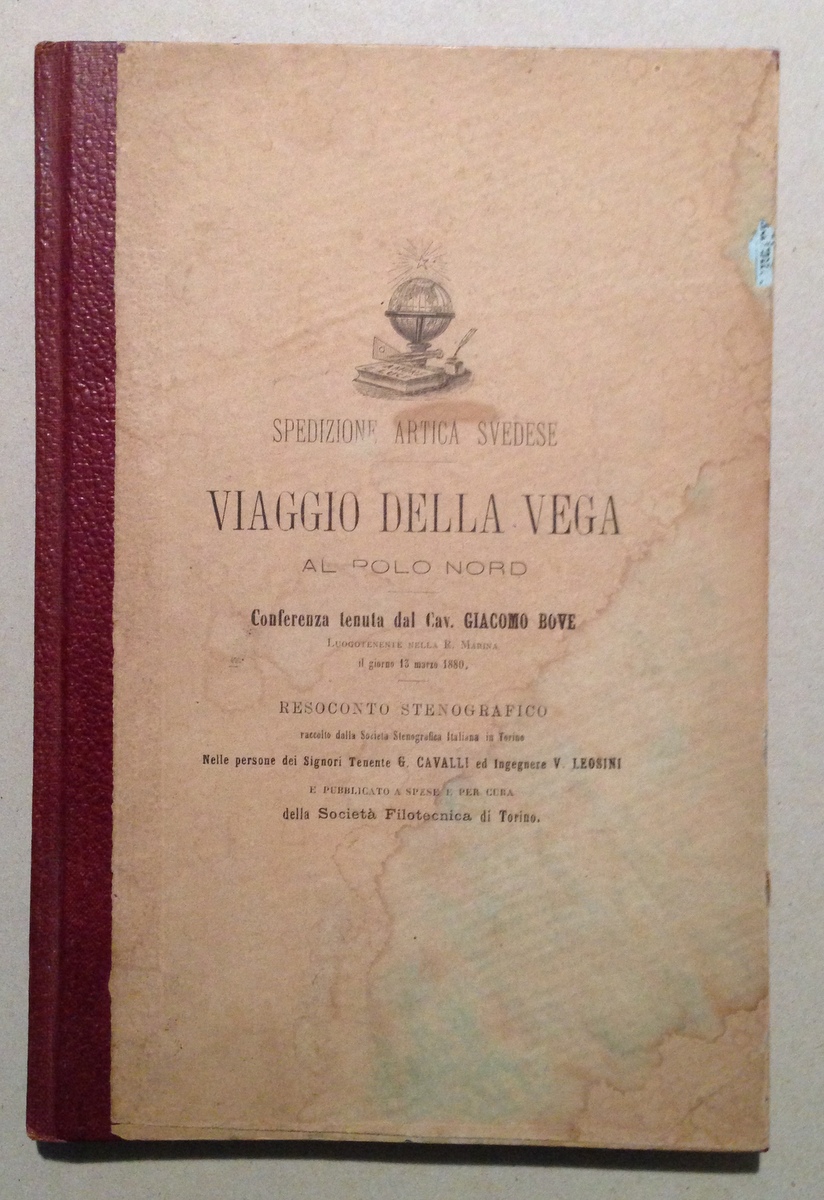 SPEDIZIONE ARTICA SVEDESE
VIAGGIO DELLA VEGA
AL POLO NORD
Conferenza tenuta dal Cav. GIACOMO BOVE
LUOGOTENENTE NELLA R. MARINA
il giorno 13 marzo 1880.
RESOCONTO STENOGRAFICO
raccolto dalla Società Stenografica Italiana in Torino
Nelle persone dei Signori Tenente G. CAVALLI ed Ingegnere V. LEOSINI
E PUBBLICATO A SPESE E PER CURA
della Società Filotecnica di Torino.